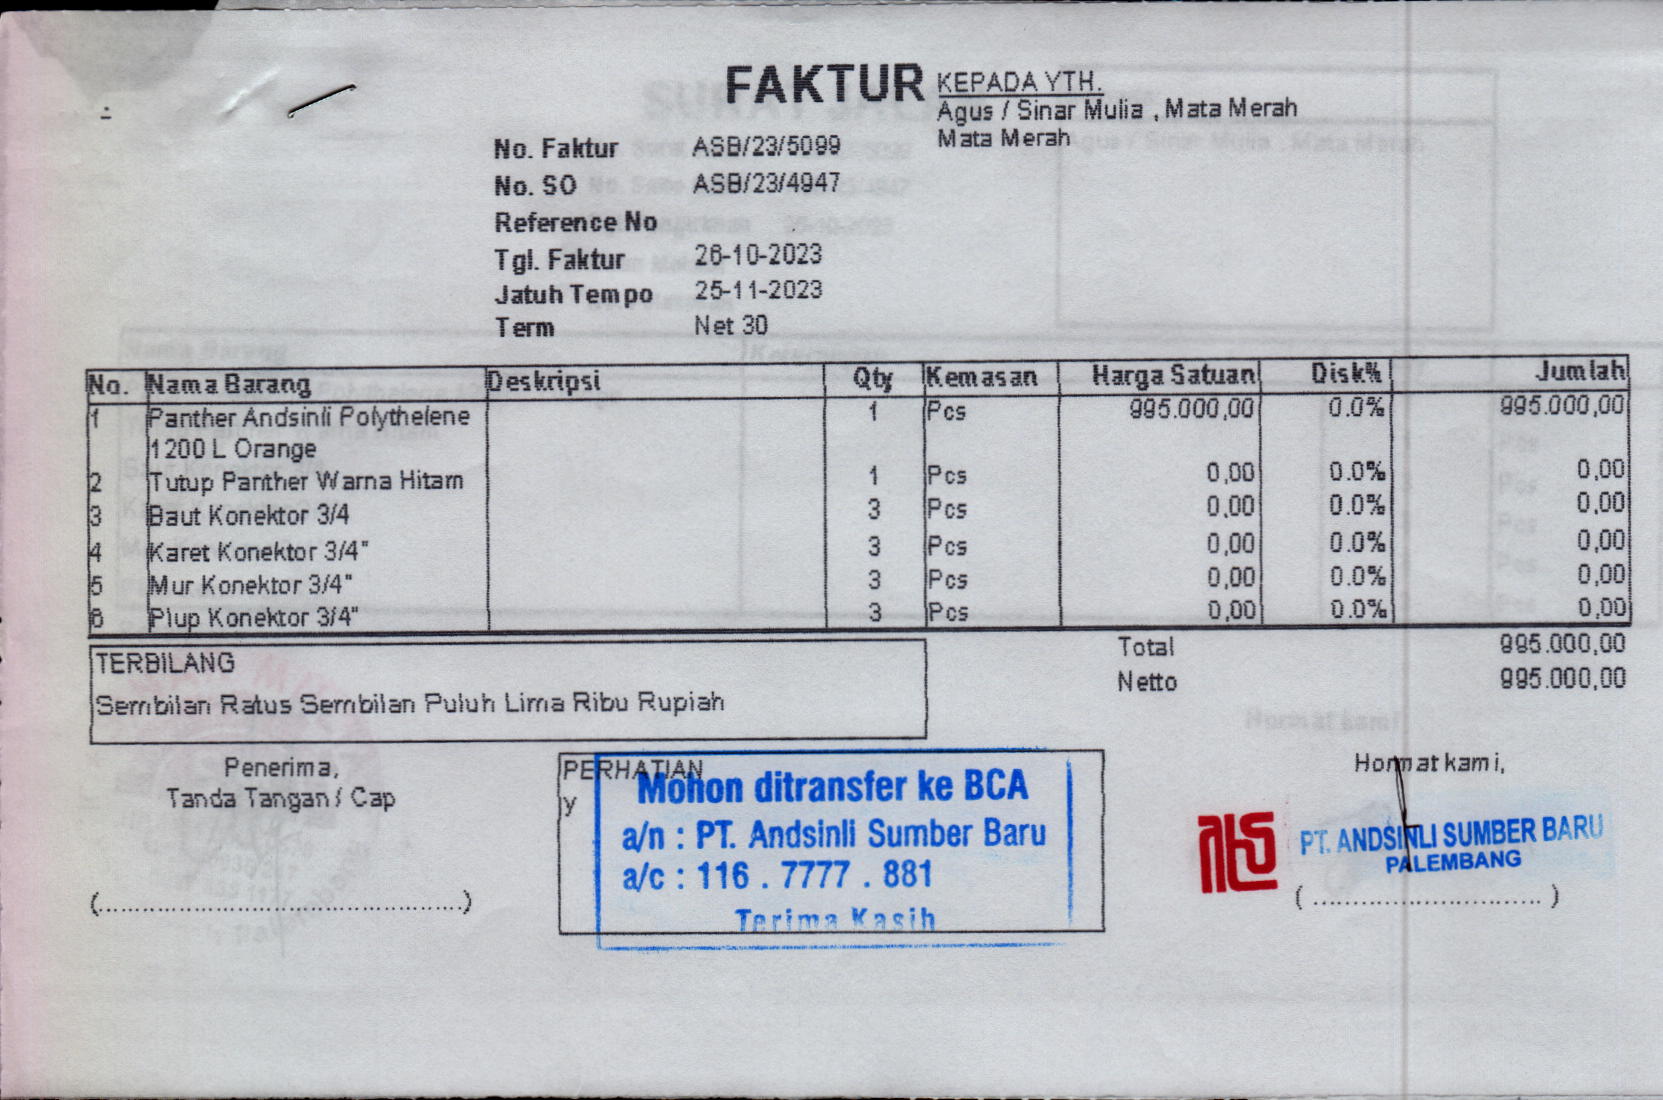 FAKTUR
KEPADA YTH.
Agus / Sinar Mulia , Mata Merah
Mata Merah
No. Faktur ASB/23/5099
No. SO ASB/23/4947
Reference No
Tgl. Faktur 26-10-2023
Jatuh Tempo 25-11-2023
Term Net 30
No. Nama Barang Deskripsi Qty Kemasan Harga Satuan Disk% Jumlah
1 Panther Andsinli Polythelene 1 Pcs 995.000,00 0.0% 995.000,00
1200 L Orange
2 Tutup Panther Warna Hitam 1 Pcs 0,00 0.0% 0,00
3 Baut Konektor 3/4 3 Pcs 0,00 0.0% 0,00
4 Karet Konektor 3/4" 3 Pcs 0,00 0.0% 0,00
5 Mur Konektor 3/4" 3 Pcs 0,00 0.0% 0,00
6 Plup Konektor 3/4" 3 Pcs 0,00 0.0% 0,00
Total 995.000,00
Netto 995.000,00
TERBILANG
Sembilan Ratus Sembilan Puluh Lima Ribu Rupiah
Penerima,
Tanda Tangan / Cap
(................................................)
PERHATIAN
y
Mohon ditransfer ke BCA
a/n : PT. Andsinli Sumber Baru
a/c : 116 . 7777 . 881
Terima Kasih
Hormat kami,
PT. ANDSINLI SUMBER BARU
PALEMBANG
( ............................. )